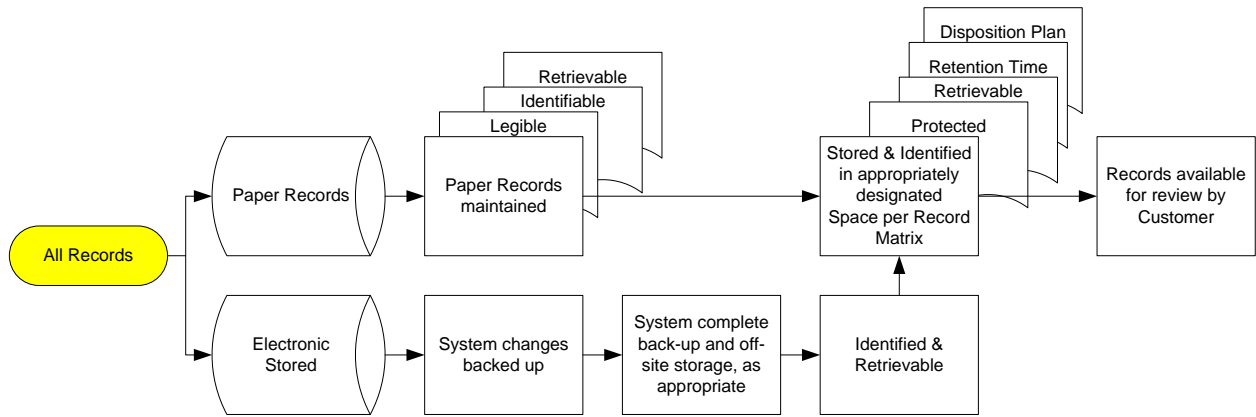 Disposition Plan
Retention Time
Retrievable
Protected
Retrievable
Identifiable
Legible
All Records
Paper Records
Paper Records
maintained
Stored & Identified
in appropriately
designated
Space per Record
Matrix
Records available
for review by
Customer
Electronic
Stored
System changes
backed up
System complete
back-up and off-
site storage, as
appropriate
Identified &
Retrievable